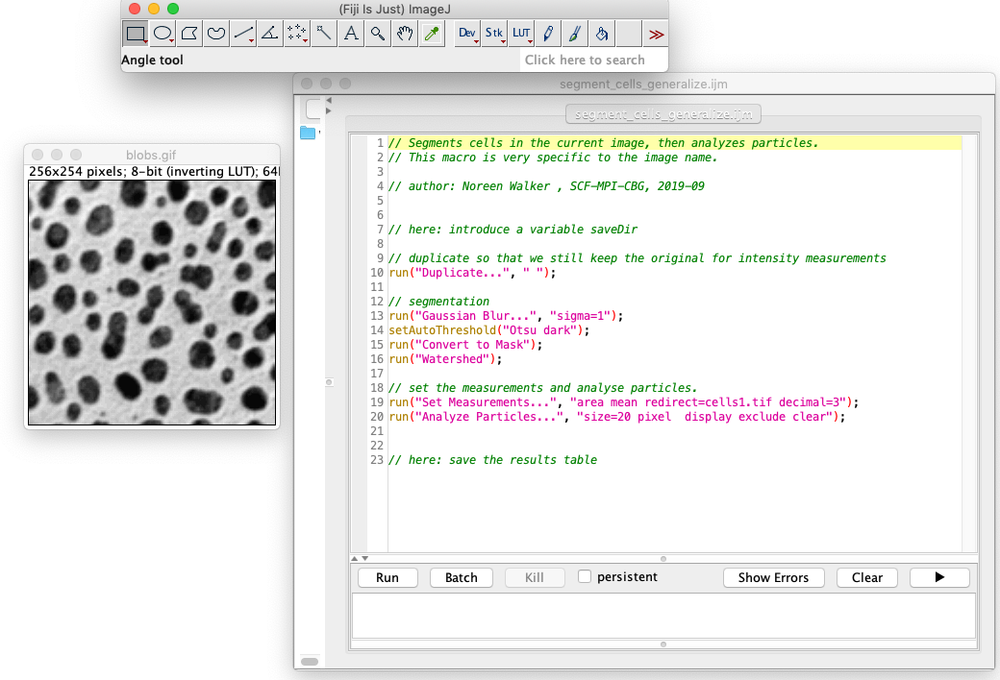 (Fiji Is Just) ImageJ
Dev Stk LUT
Angle tool
Click here to search
segment_cells_generalize.ijm
segment_cells_generalize.ijm
blobs.gif
256x254 pixels; 8-bit (inverting LUT); 64
1 // Segments cells in the current image, then analyzes particles.
2 // This macro is very specific to the image name.
3
4 // author: Noreen Walker , SCF-MPI-CBG, 2019-09
5
6
7 // here: introduce a variable saveDir
8
9 // duplicate so that we still keep the original for intensity measurements
10 run("Duplicate...", " ");
11
12 // segmentation
13 run("Gaussian Blur...", "sigma=1");
14 setAutoThreshold("Otsu dark");
15 run("Convert to Mask");
16 run("Watershed");
17
18 // set the measurements and analyse particles.
19 run("Set Measurements...", "area mean redirect=cells1.tif decimal=3");
20 run("Analyze Particles...", "size=20 pixel  display exclude clear");
21
22
23 // here: save the results table
Run Batch Kill persistent Show Errors Clear